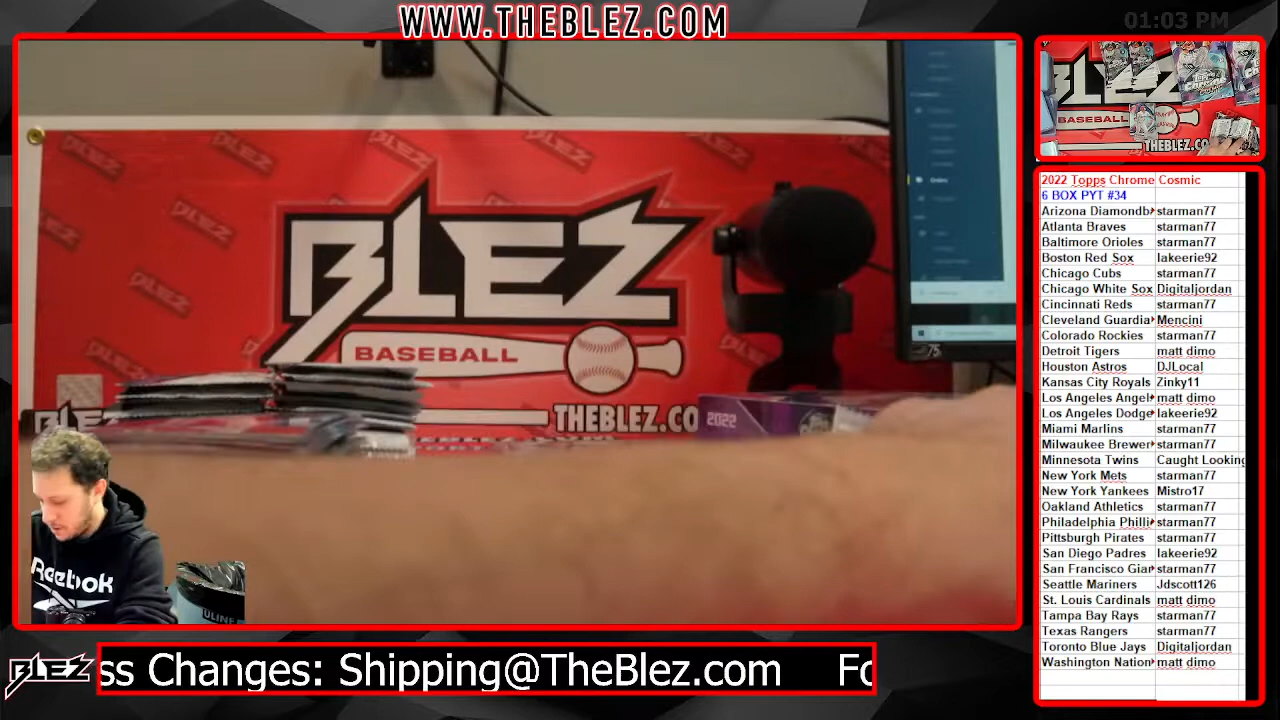 WWW.THEBLEZ.COM
01:03 PM
BLEZ
BASEBALL
THEBLEZ.CO
2022
BLEZ
Reebok
ULINE
BLEZ
BASEBALL
THEBLEZ.CO
2022 Topps Chrome Cosmic
6 BOX PYT #34
Arizona Diamondb starman77
Atlanta Braves starman77
Baltimore Orioles starman77
Boston Red Sox lakeerie92
Chicago Cubs starman77
Chicago White Sox Digitaljordan
Cincinnati Reds starman77
Cleveland Guardia Mencini
Colorado Rockies starman77
Detroit Tigers matt dimo
Houston Astros DJLocal
Kansas City Royals Zinky11
Los Angeles Angel matt dimo
Los Angeles Dodge lakeerie92
Miami Marlins starman77
Milwaukee Brewer starman77
Minnesota Twins Caught Looking
New York Mets starman77
New York Yankees Mistro17
Oakland Athletics starman77
Philadelphia Philli starman77
Pittsburgh Pirates starman77
San Diego Padres lakeerie92
San Francisco Gian starman77
Seattle Mariners Jdscott126
St. Louis Cardinals matt dimo
Tampa Bay Rays starman77
Texas Rangers starman77
Toronto Blue Jays Digitaljordan
Washington Nation matt dimo
BLEZ
ss Changes: Shipping@TheBlez.com Fo